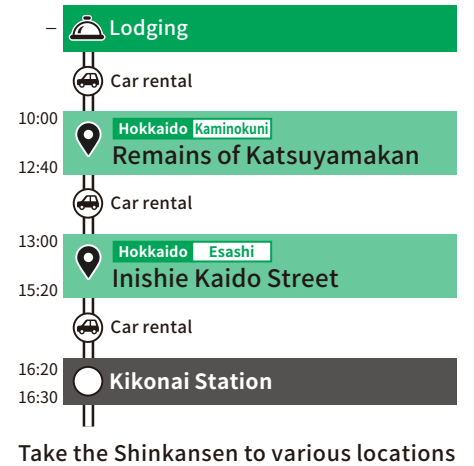 – Lodging
Car rental
10:00
Hokkaido Kaminokuni
Remains of Katsuyamakan
12:40
Car rental
13:00
Hokkaido Esashi
Inishie Kaido Street
15:20
Car rental
16:20
Kikonai Station
16:30
Take the Shinkansen to various locations